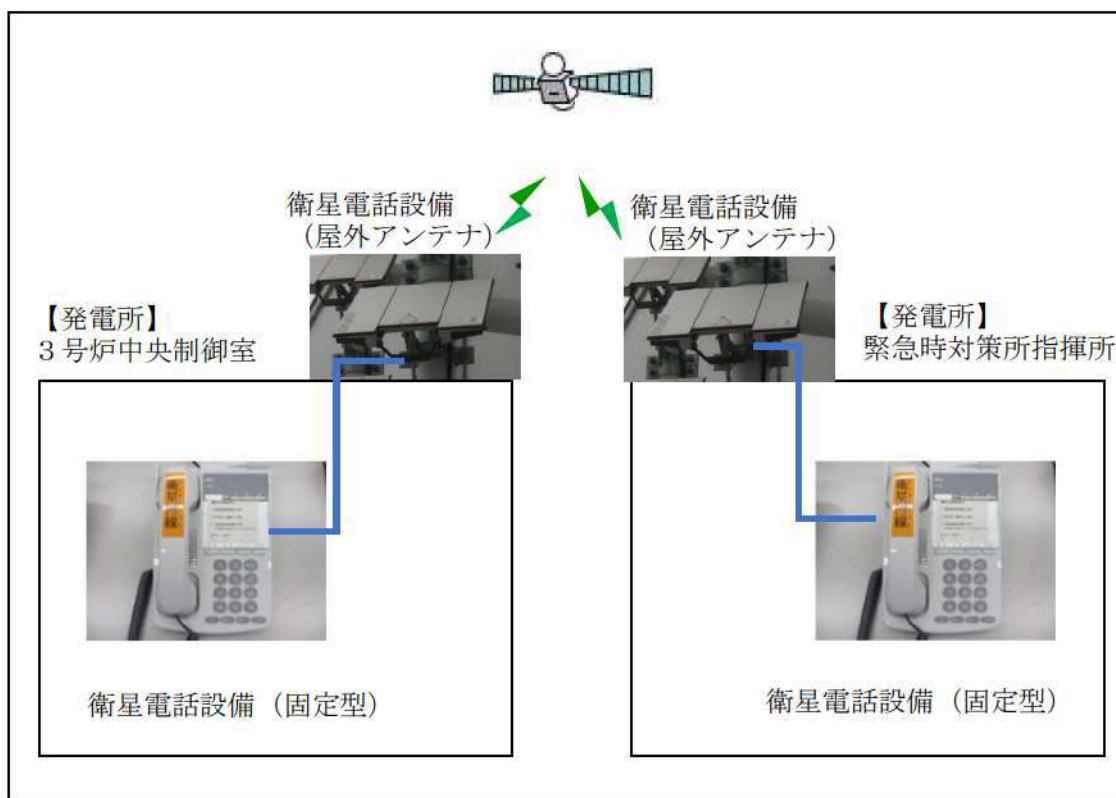 衛星電話設備
（屋外アンテナ）
衛星電話設備
（屋外アンテナ）
【発電所】
３号炉中央制御室
【発電所】
緊急時対策所指揮所
衛星電話設備（固定型）
衛星電話設備（固定型）